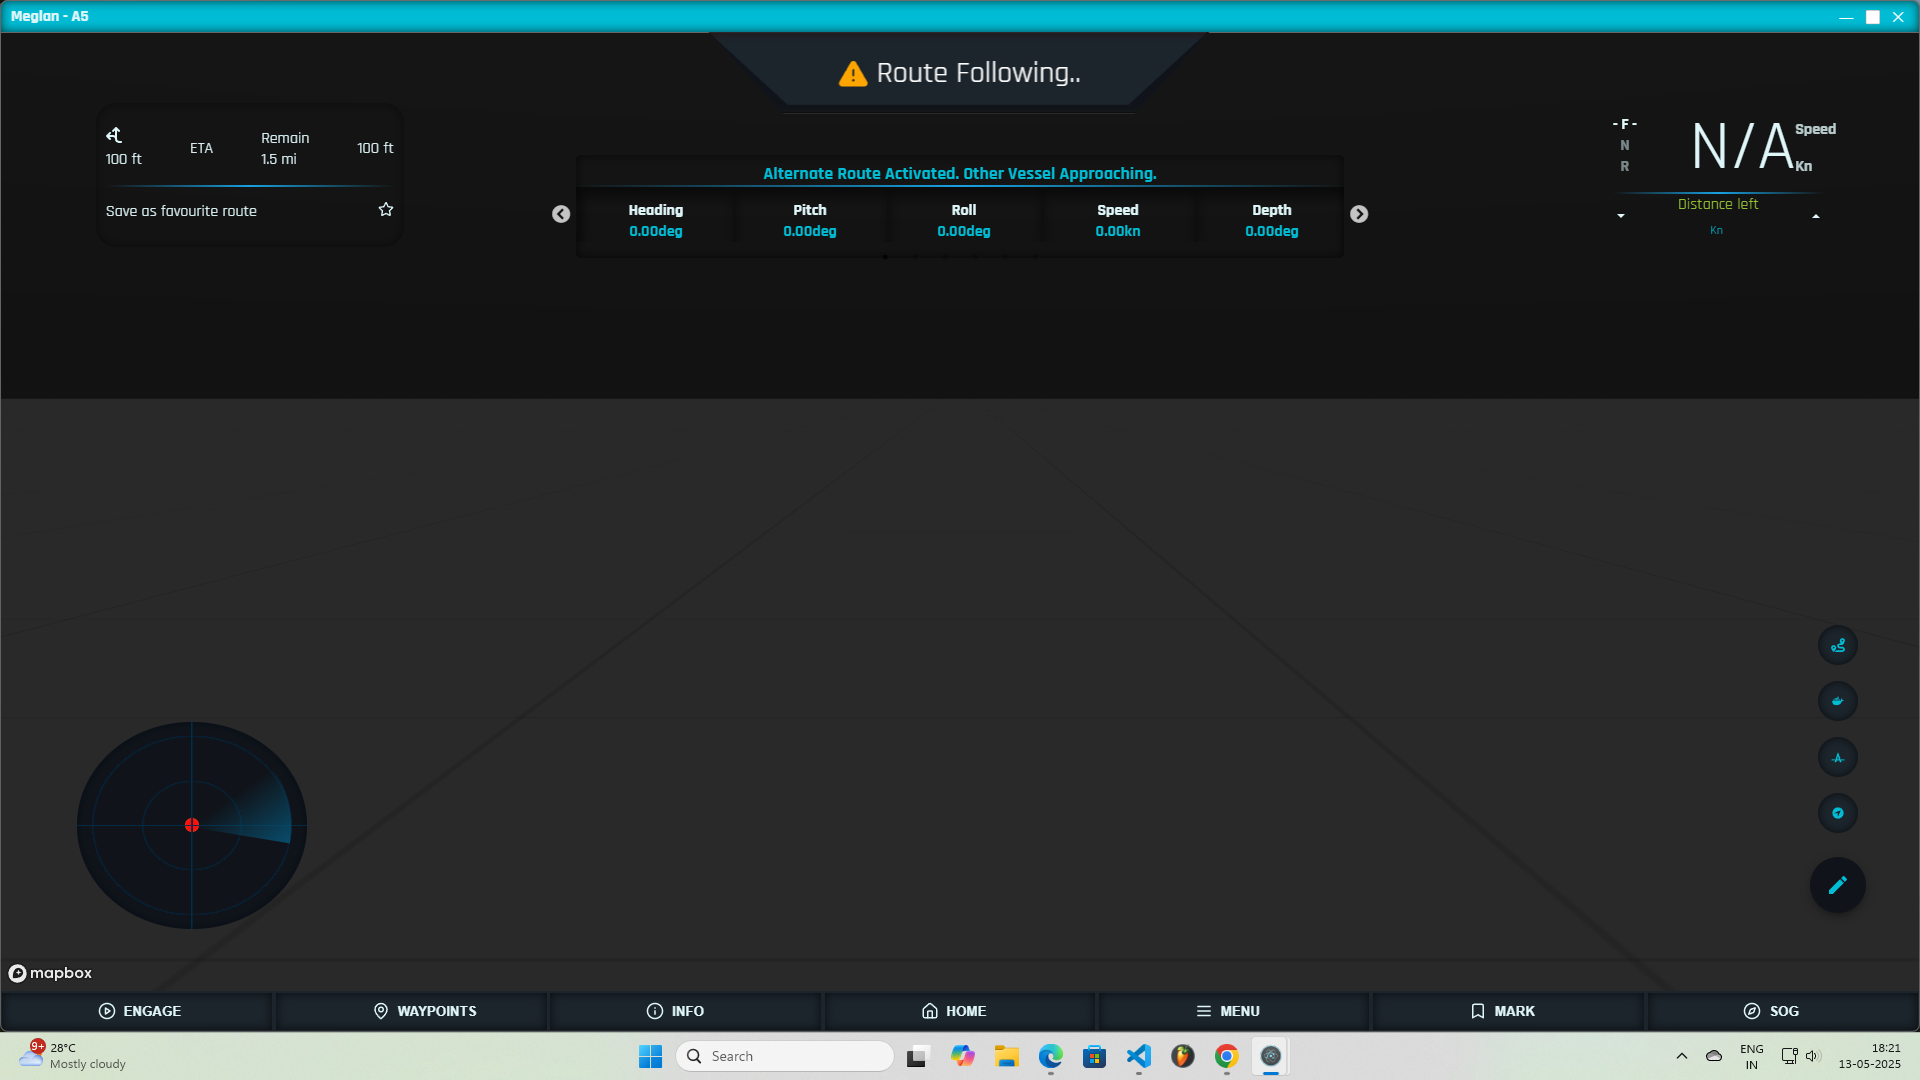 Meglan - A5
Route Following..
100 ft
ETA
Remain
1.5 mi
100 ft
Save as favourite route
Alternate Route Activated. Other Vessel Approaching.
Heading
0.00deg
Pitch
0.00deg
Roll
0.00deg
Speed
0.00kn
Depth
0.00deg
- F -
N
R
N/A
Speed
Kn
Distance left
Kn
mapbox
ENGAGE
WAYPOINTS
INFO
HOME
MENU
MARK
SOG
9+
28°C
Mostly cloudy
Search
ENG
IN
18:21
13-05-2025